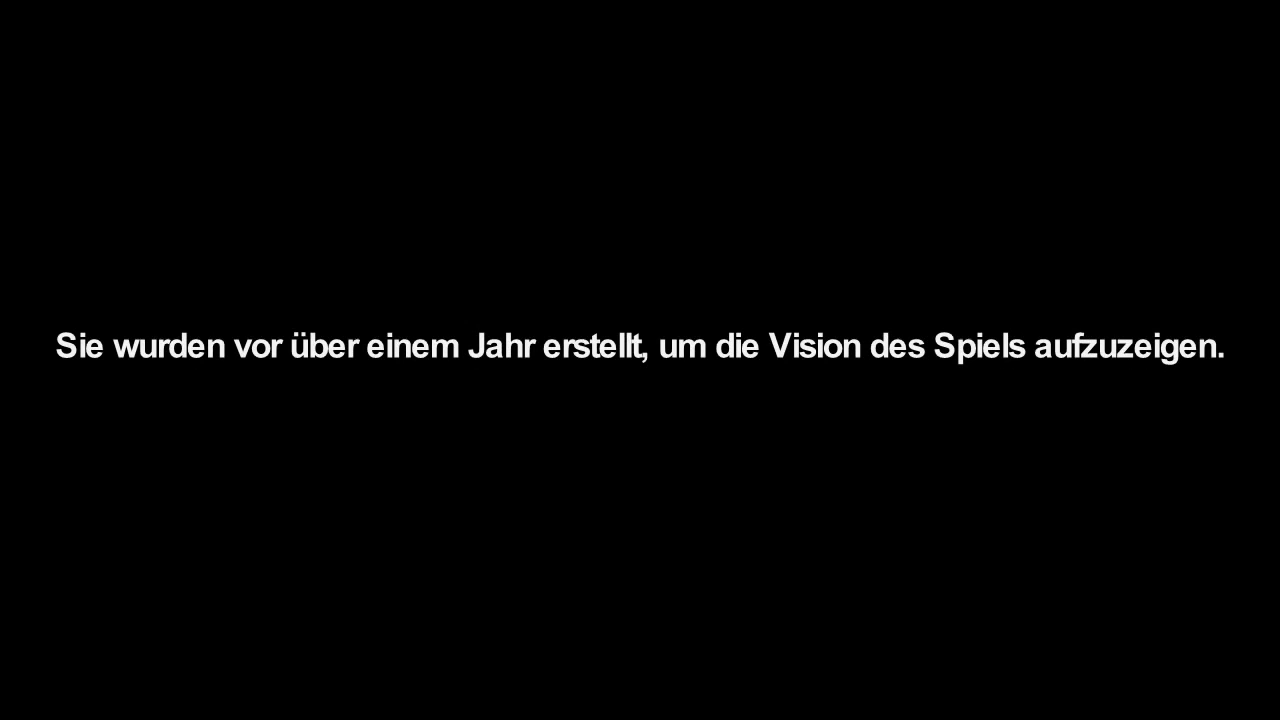 Sie wurden vor über einem Jahr erstellt, um die Vision des Spiels aufzuzeigen.